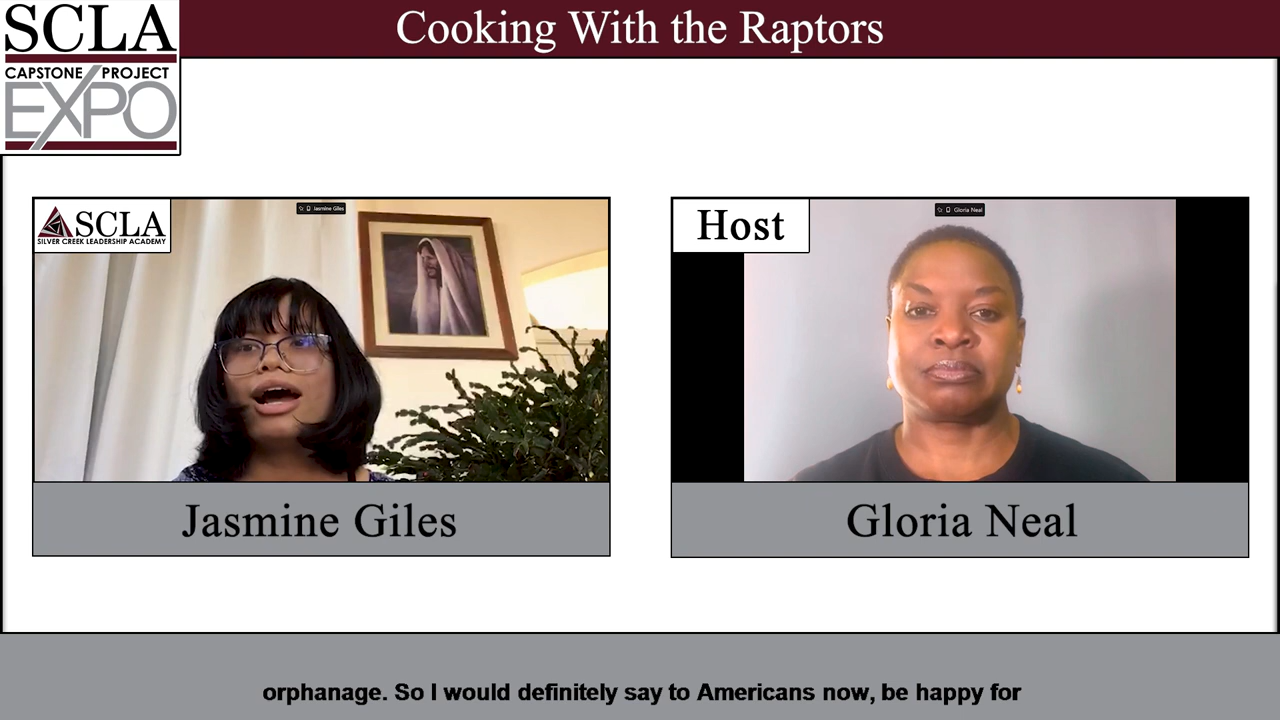 SCLA
CAPSTONE PROJECT
EXPO
Cooking With the Raptors
SCLA
SILVER CREEK LEADERSHIP ACADEMY
Jasmine Giles
Jasmine Giles
Host
Gloria Neal
Gloria Neal
orphanage. So I would definitely say to Americans now, be happy for